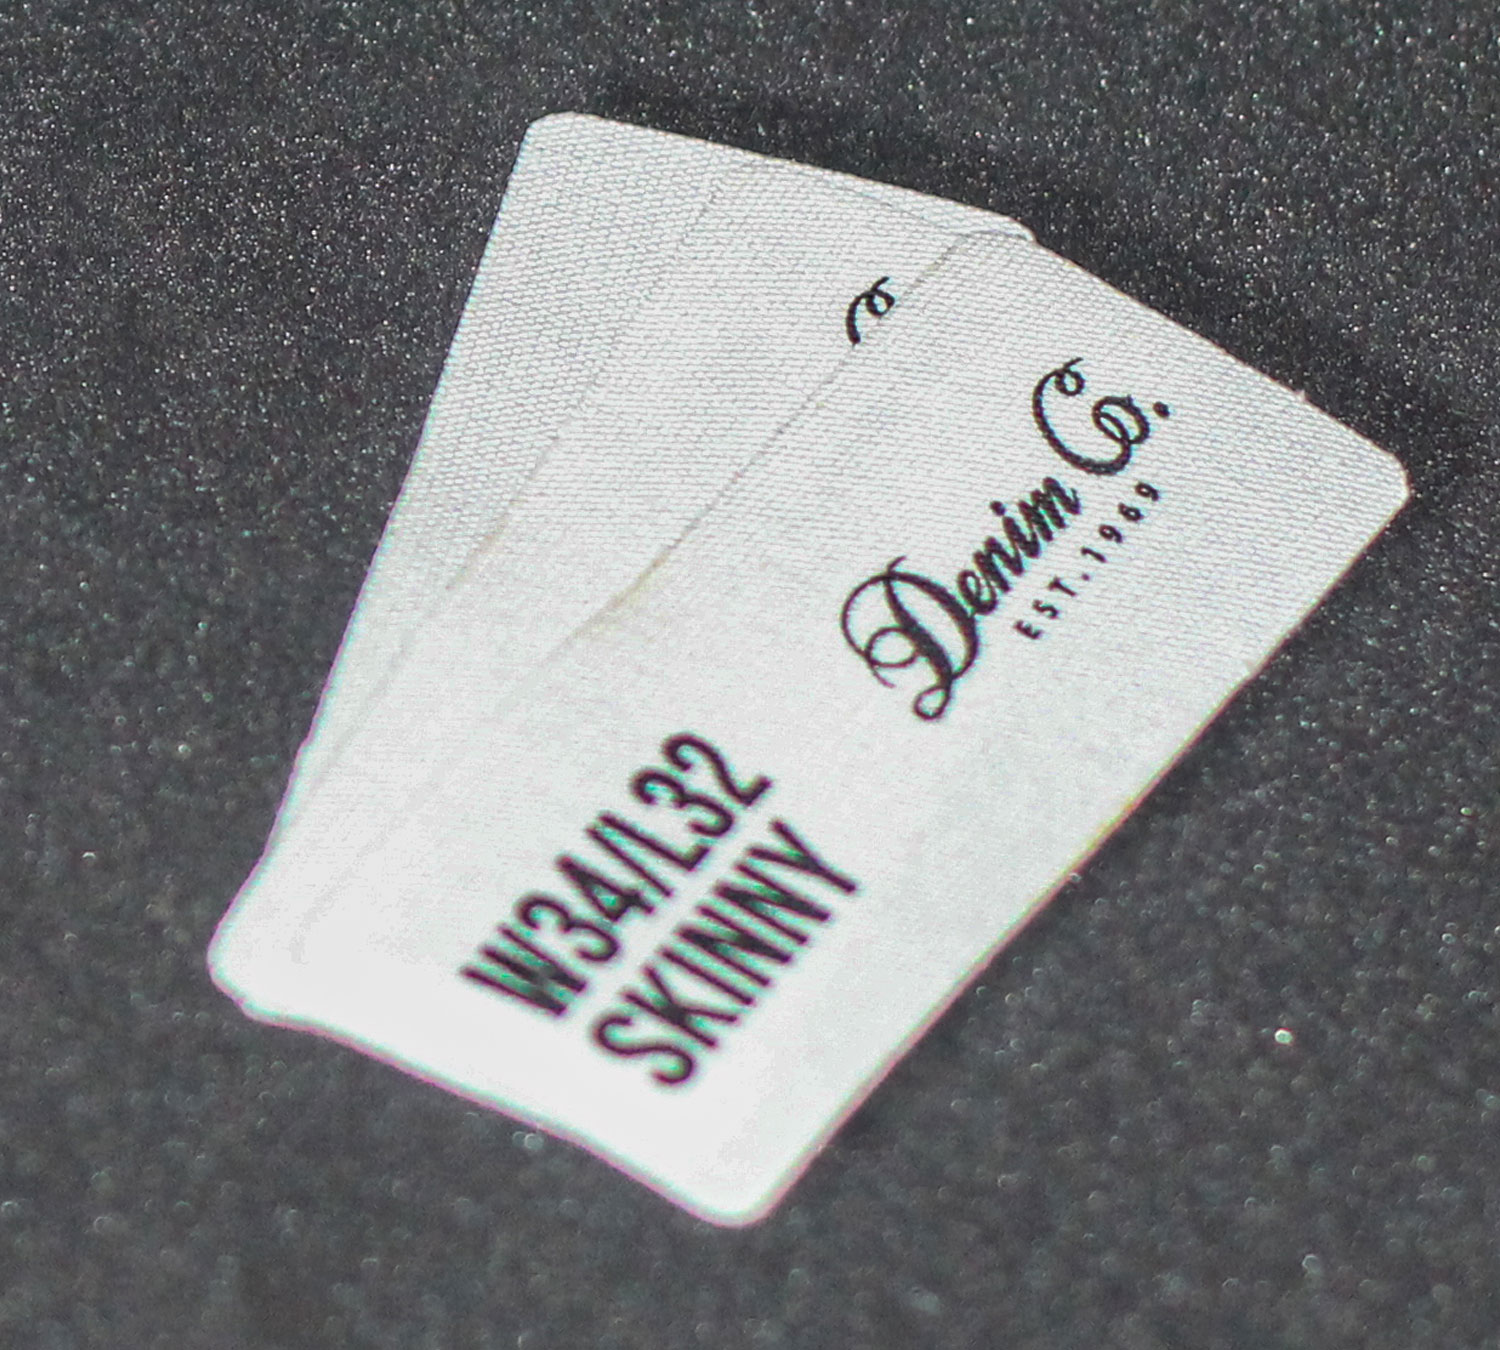 Denim Co.
EST.1969
W34/L32
SKINNY